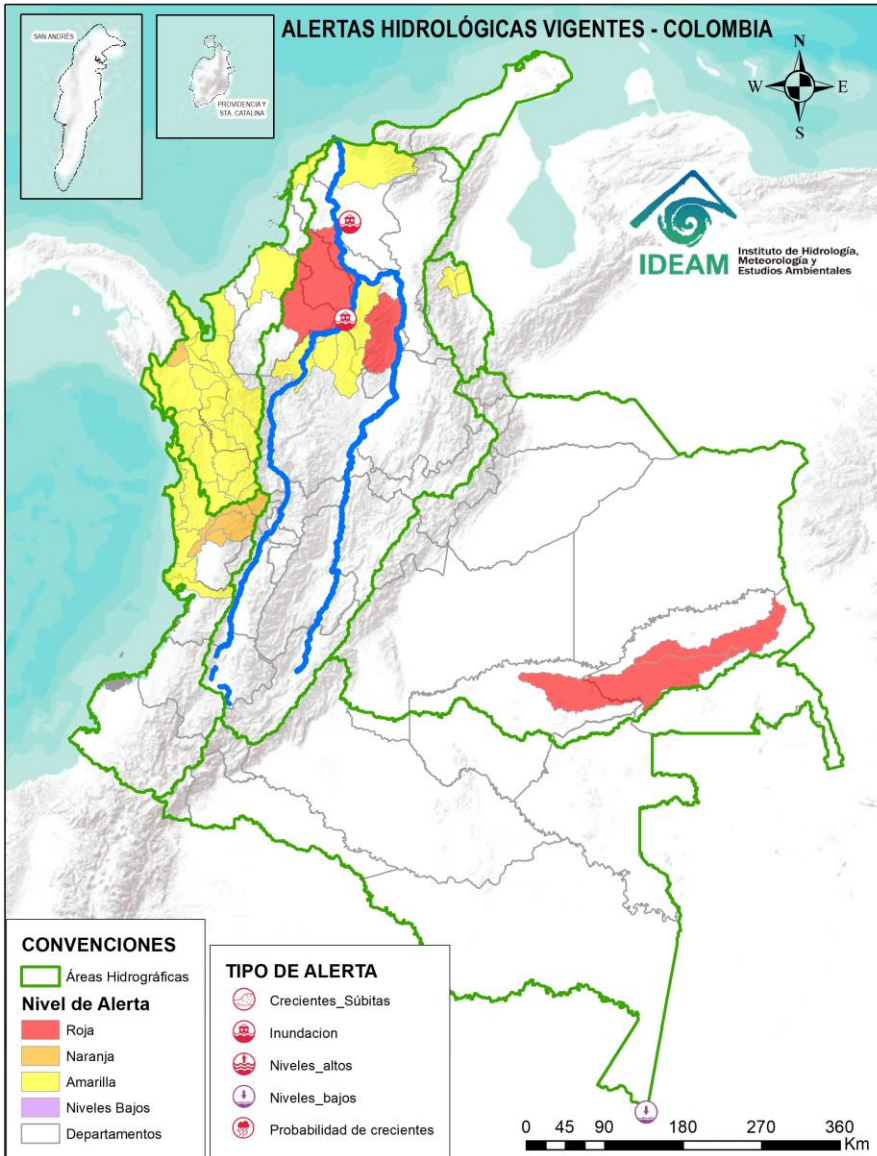 ALERTAS HIDROLÓGICAS VIGENTES - COLOMBIA
SAN ANDRÉS
PROVIDENCIA Y
STA. CATALINA
N
W
E
S
IDEAM
Instituto de Hidrología,
Meteorología y
Estudios Ambientales
CONVENCIONES
Áreas Hidrográficas
Nivel de Alerta
Roja
Naranja
Amarilla
Niveles Bajos
Departamentos
TIPO DE ALERTA
Crecientes_Súbitas
Inundacion
Niveles_altos
Niveles_bajos
Probabilidad de crecientes
0 45 90 180 270 360
Km